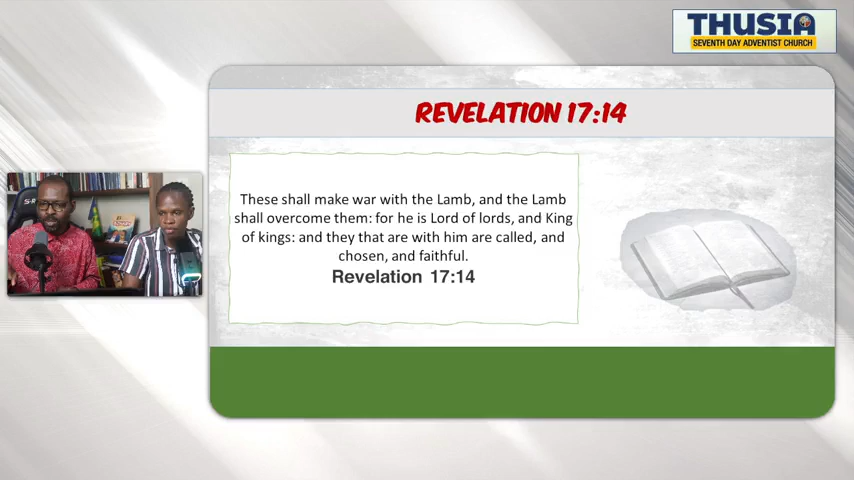 THUSIA
SEVENTH DAY ADVENTIST CHURCH
REVELATION 17:14
These shall make war with the Lamb, and the Lamb
shall overcome them: for he is Lord of lords, and King
of kings: and they that are with him are called, and
chosen, and faithful.
Revelation 17:14